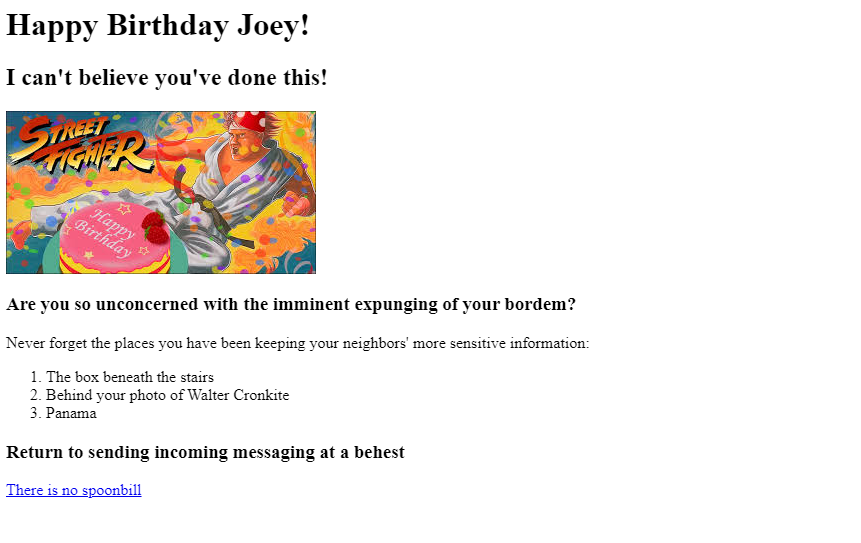 Happy Birthday Joey!
I can't believe you've done this!
STREET
FIGHTER
Happy
Birthday
Are you so unconcerned with the imminent expunging of your bordem?
Never forget the places you have been keeping your neighbors' more sensitive information:
1. The box beneath the stairs
2. Behind your photo of Walter Cronkite
3. Panama
Return to sending incoming messaging at a behest
There is no spoonbill